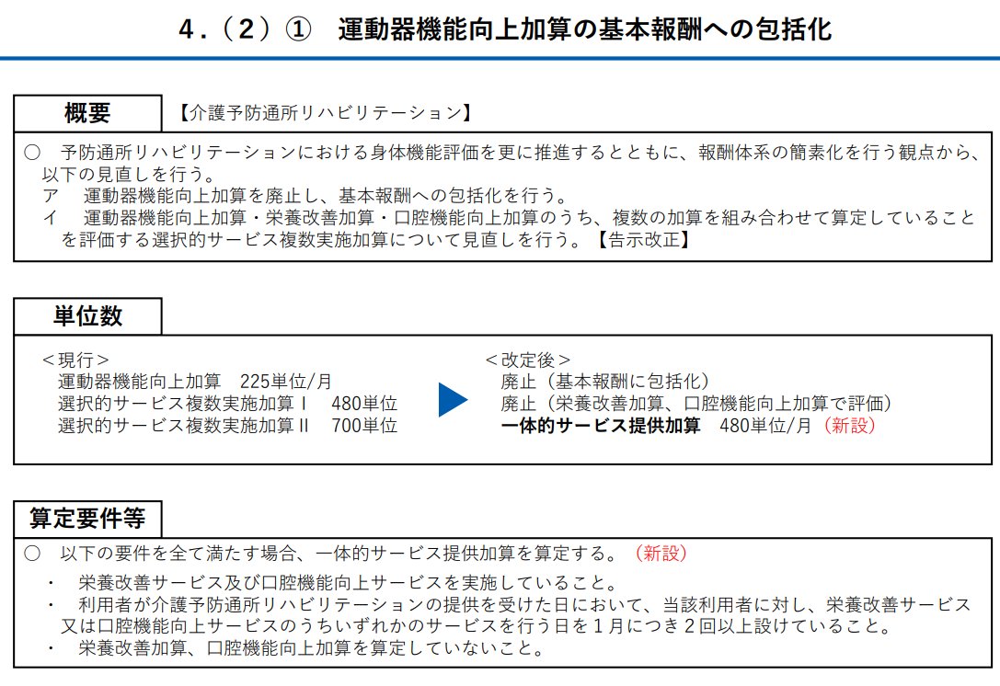 ４．（２）① 運動器機能向上加算の基本報酬への包括化
概要
【介護予防通所リハビリテーション】
○ 予防通所リハビリテーションにおける身体機能評価を更に推進するとともに、報酬体系の簡素化を行う観点から、
以下の見直しを行う。
ア 運動器機能向上加算を廃止し、基本報酬への包括化を行う。
イ 運動器機能向上加算・栄養改善加算・口腔機能向上加算のうち、複数の加算を組み合わせて算定していること
を評価する選択的サービス複数実施加算について見直しを行う。【告示改正】
単位数
＜現行＞
運動器機能向上加算 225単位/月
選択的サービス複数実施加算Ⅰ 480単位
選択的サービス複数実施加算Ⅱ 700単位
＜改定後＞
廃止（基本報酬に包括化）
廃止（栄養改善加算、口腔機能向上加算で評価）
一体的サービス提供加算 480単位/月（新設）
算定要件等
○ 以下の要件を全て満たす場合、一体的サービス提供加算を算定する。（新設）
・ 栄養改善サービス及び口腔機能向上サービスを実施していること。
・ 利用者が介護予防通所リハビリテーションの提供を受けた日において、当該利用者に対し、栄養改善サービス
又は口腔機能向上サービスのうちいずれかのサービスを行う日を１月につき２回以上設けていること。
・ 栄養改善加算、口腔機能向上加算を算定していないこと。